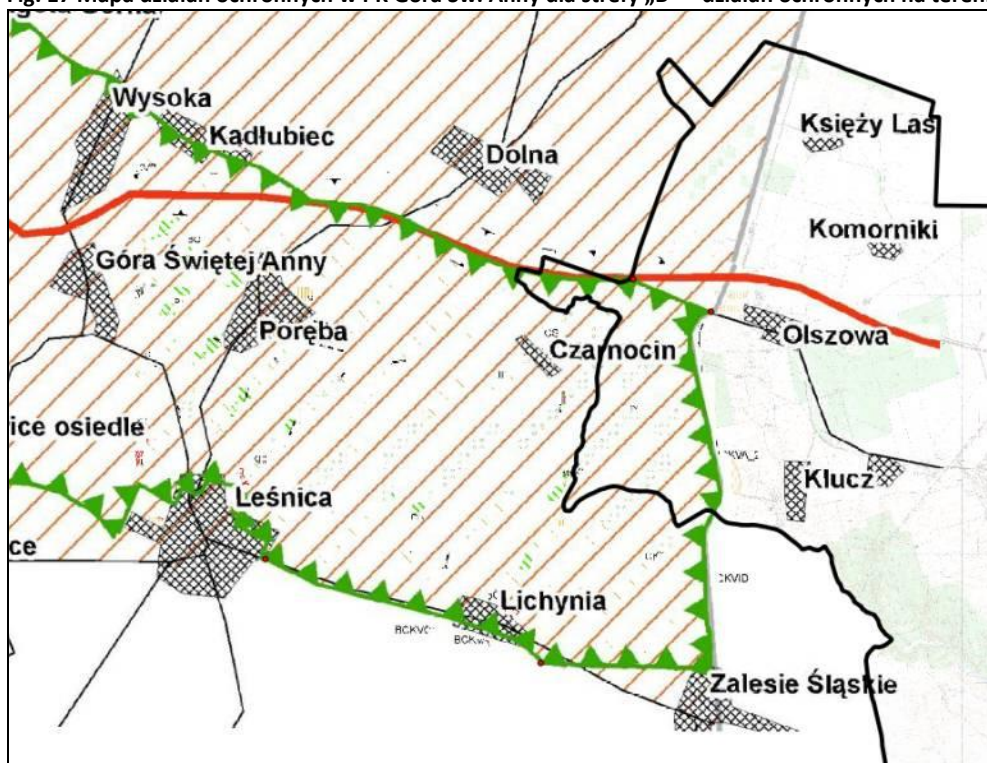 Wysoka
Kadłubiec
Dolna
Księży Las
Komorniki
Góra Świętej Anny
Poręba
Czarnocin
Olszowa
ice osiedle
Leśnica
Klucz
ce
Lichynia
Zalesie Śląskie